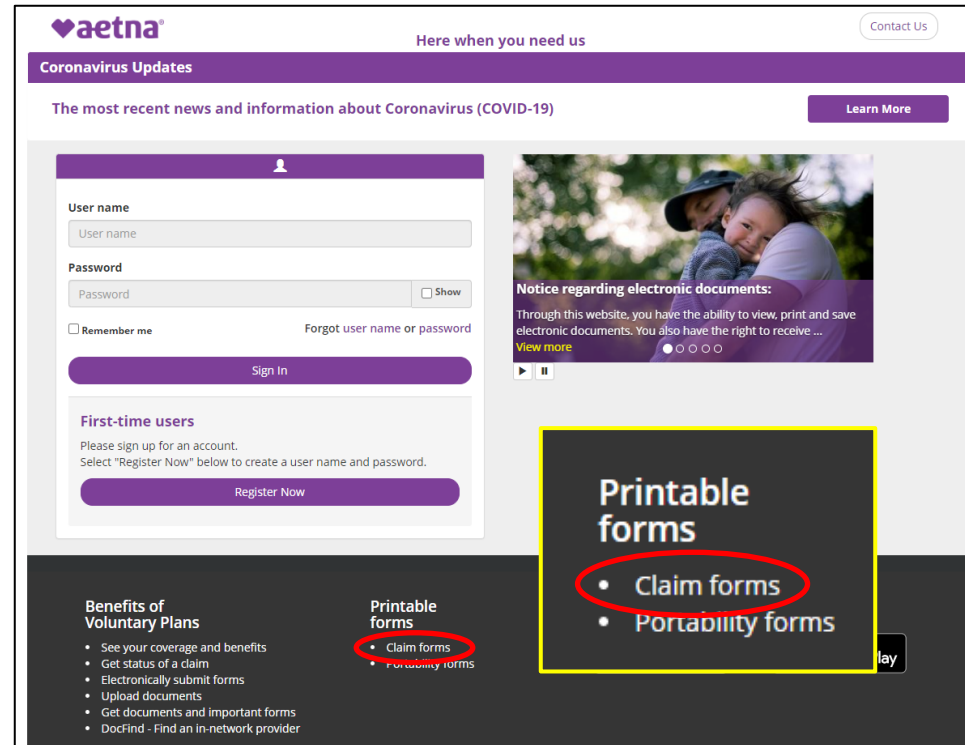 aetna®
Here when you need us
Contact Us
Coronavirus Updates
The most recent news and information about Coronavirus (COVID-19)
Learn More
User name
User name
Password
Password
Show
Remember me
Forgot user name or password
Sign In
First-time users
Please sign up for an account.
Select "Register Now" below to create a user name and password.
Register Now
Notice regarding electronic documents:
Through this website, you have the ability to view, print and save
electronic documents. You also have the right to receive ...
View more
Printable
forms
• Claim forms
• Portability forms
Benefits of
Voluntary Plans
• See your coverage and benefits
• Get status of a claim
• Electronically submit forms
• Upload documents
• Get documents and important forms
• DocFind - Find an in-network provider
Printable
forms
• Claim forms
• Portability forms
lay